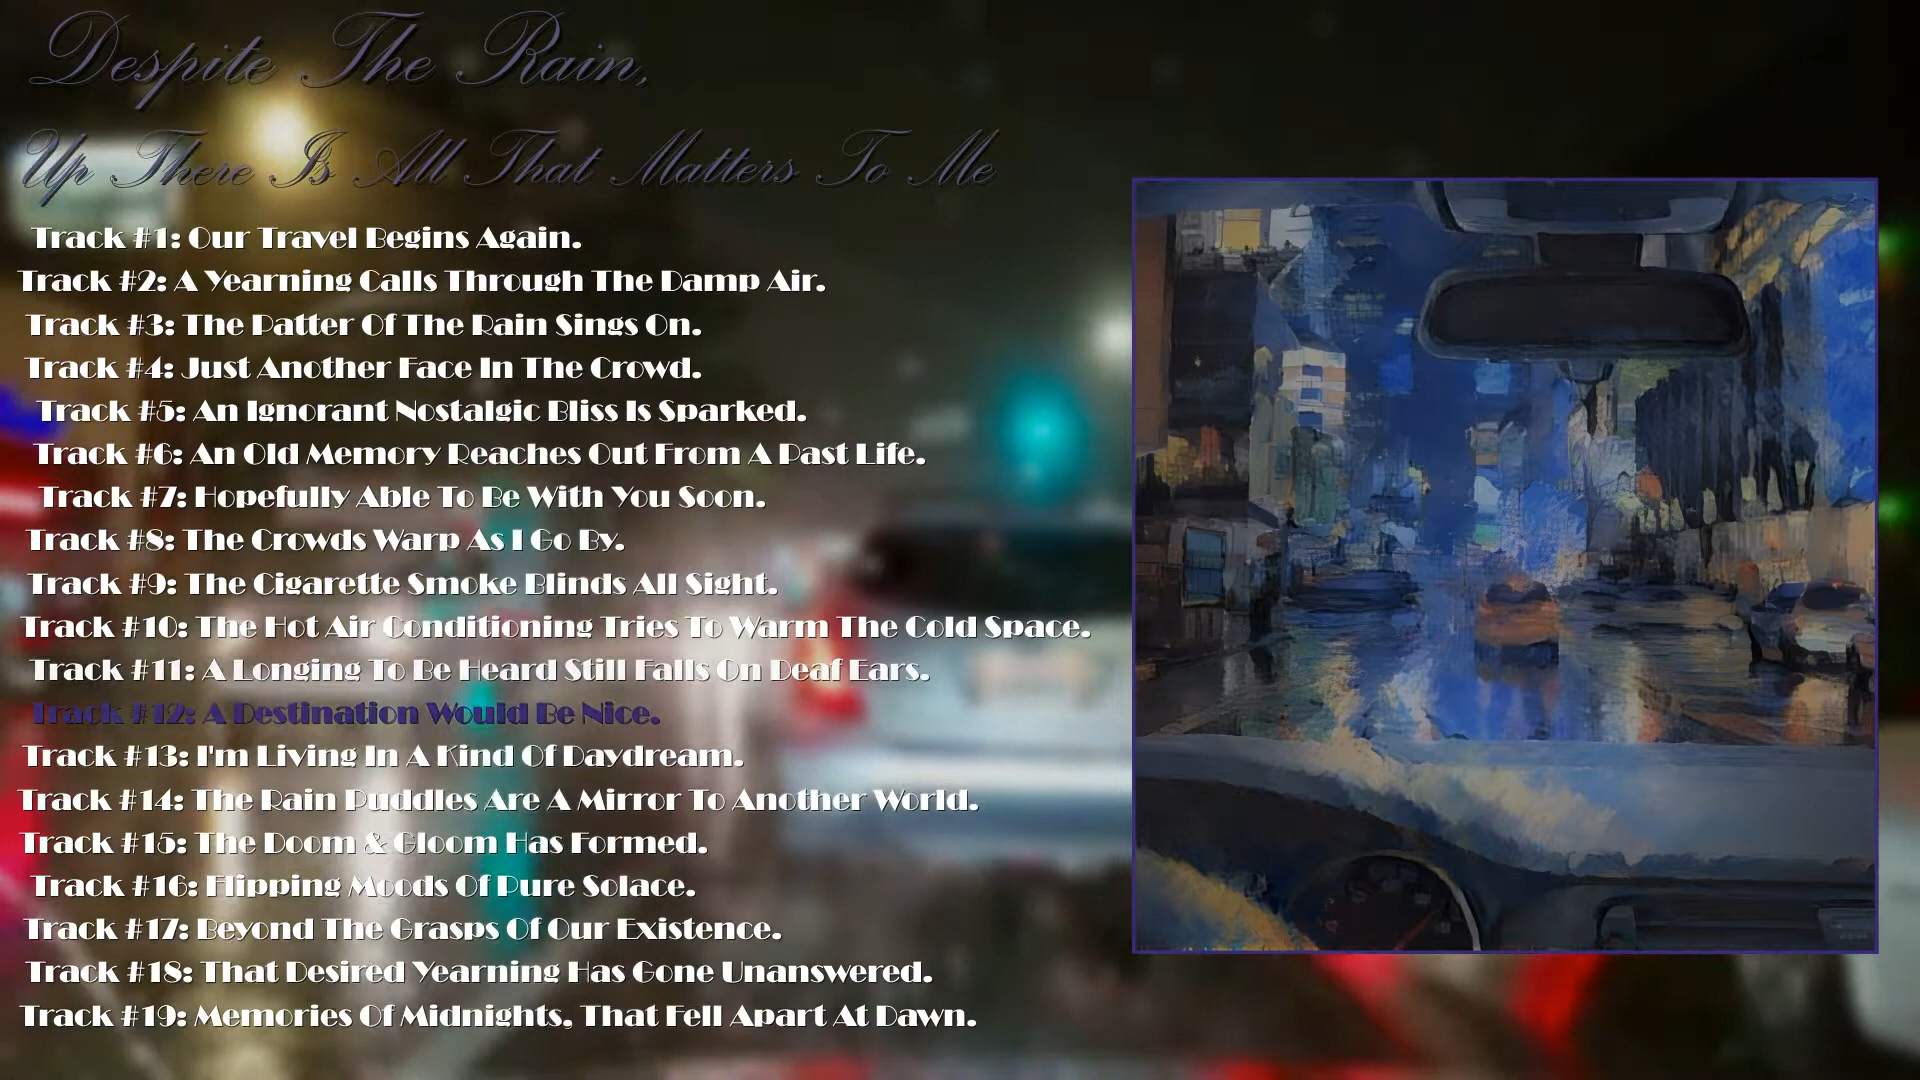 Despite The Rain,
Up There Is All That Matters To Me
Track #1: Our Travel Begins Again.
Track #2: A Yearning Calls Through The Damp Air.
Track #3: The Patter Of The Rain Sings On.
Track #4: Just Another Face In The Crowd.
Track #5: An Ignorant Nostalgic Bliss Is Sparked.
Track #6: An Old Memory Reaches Out From A Past Life.
Track #7: Hopefully Able To Be With You Soon.
Track #8: The Crowds Warp As I Go By.
Track #9: The Cigarette Smoke Blinds All Sight.
Track #10: The Hot Air Conditioning Tries To Warm The Cold Space.
Track #11: A Longing To Be Heard Still Falls On Deaf Ears.
Track #12: A Destination Would Be Nice.
Track #13: I'm Living In A Kind Of Daydream.
Track #14: The Rain Puddles Are A Mirror To Another World.
Track #15: The Doom & Gloom Has Formed.
Track #16: Flipping Moods Of Pure Solace.
Track #17: Beyond The Grasps Of Our Existence.
Track #18: That Desired Yearning Has Gone Unanswered.
Track #19: Memories Of Midnights, That Fell Apart At Dawn.